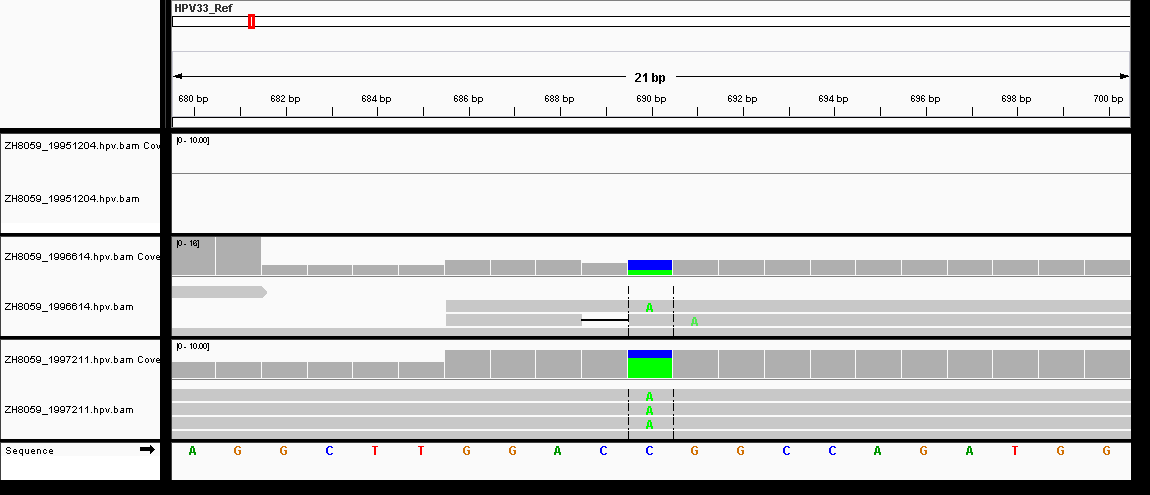 HPV33_Ref
21 bp
680 bp 682 bp 684 bp 686 bp 688 bp 690 bp 692 bp 694 bp 696 bp 698 bp 700 bp
ZH8059_19951204.hpv.bam Cov
[0 - 10.00]
ZH8059_19951204.hpv.bam
[0 - 16]
ZH8059_1996614.hpv.bam Cove
ZH8059_1996614.hpv.bam
A
A
[0 - 10.00]
ZH8059_1997211.hpv.bam Cove
A
ZH8059_1997211.hpv.bam
A
A
Sequence A G G C T T G G A C C G G C C A G A T G G